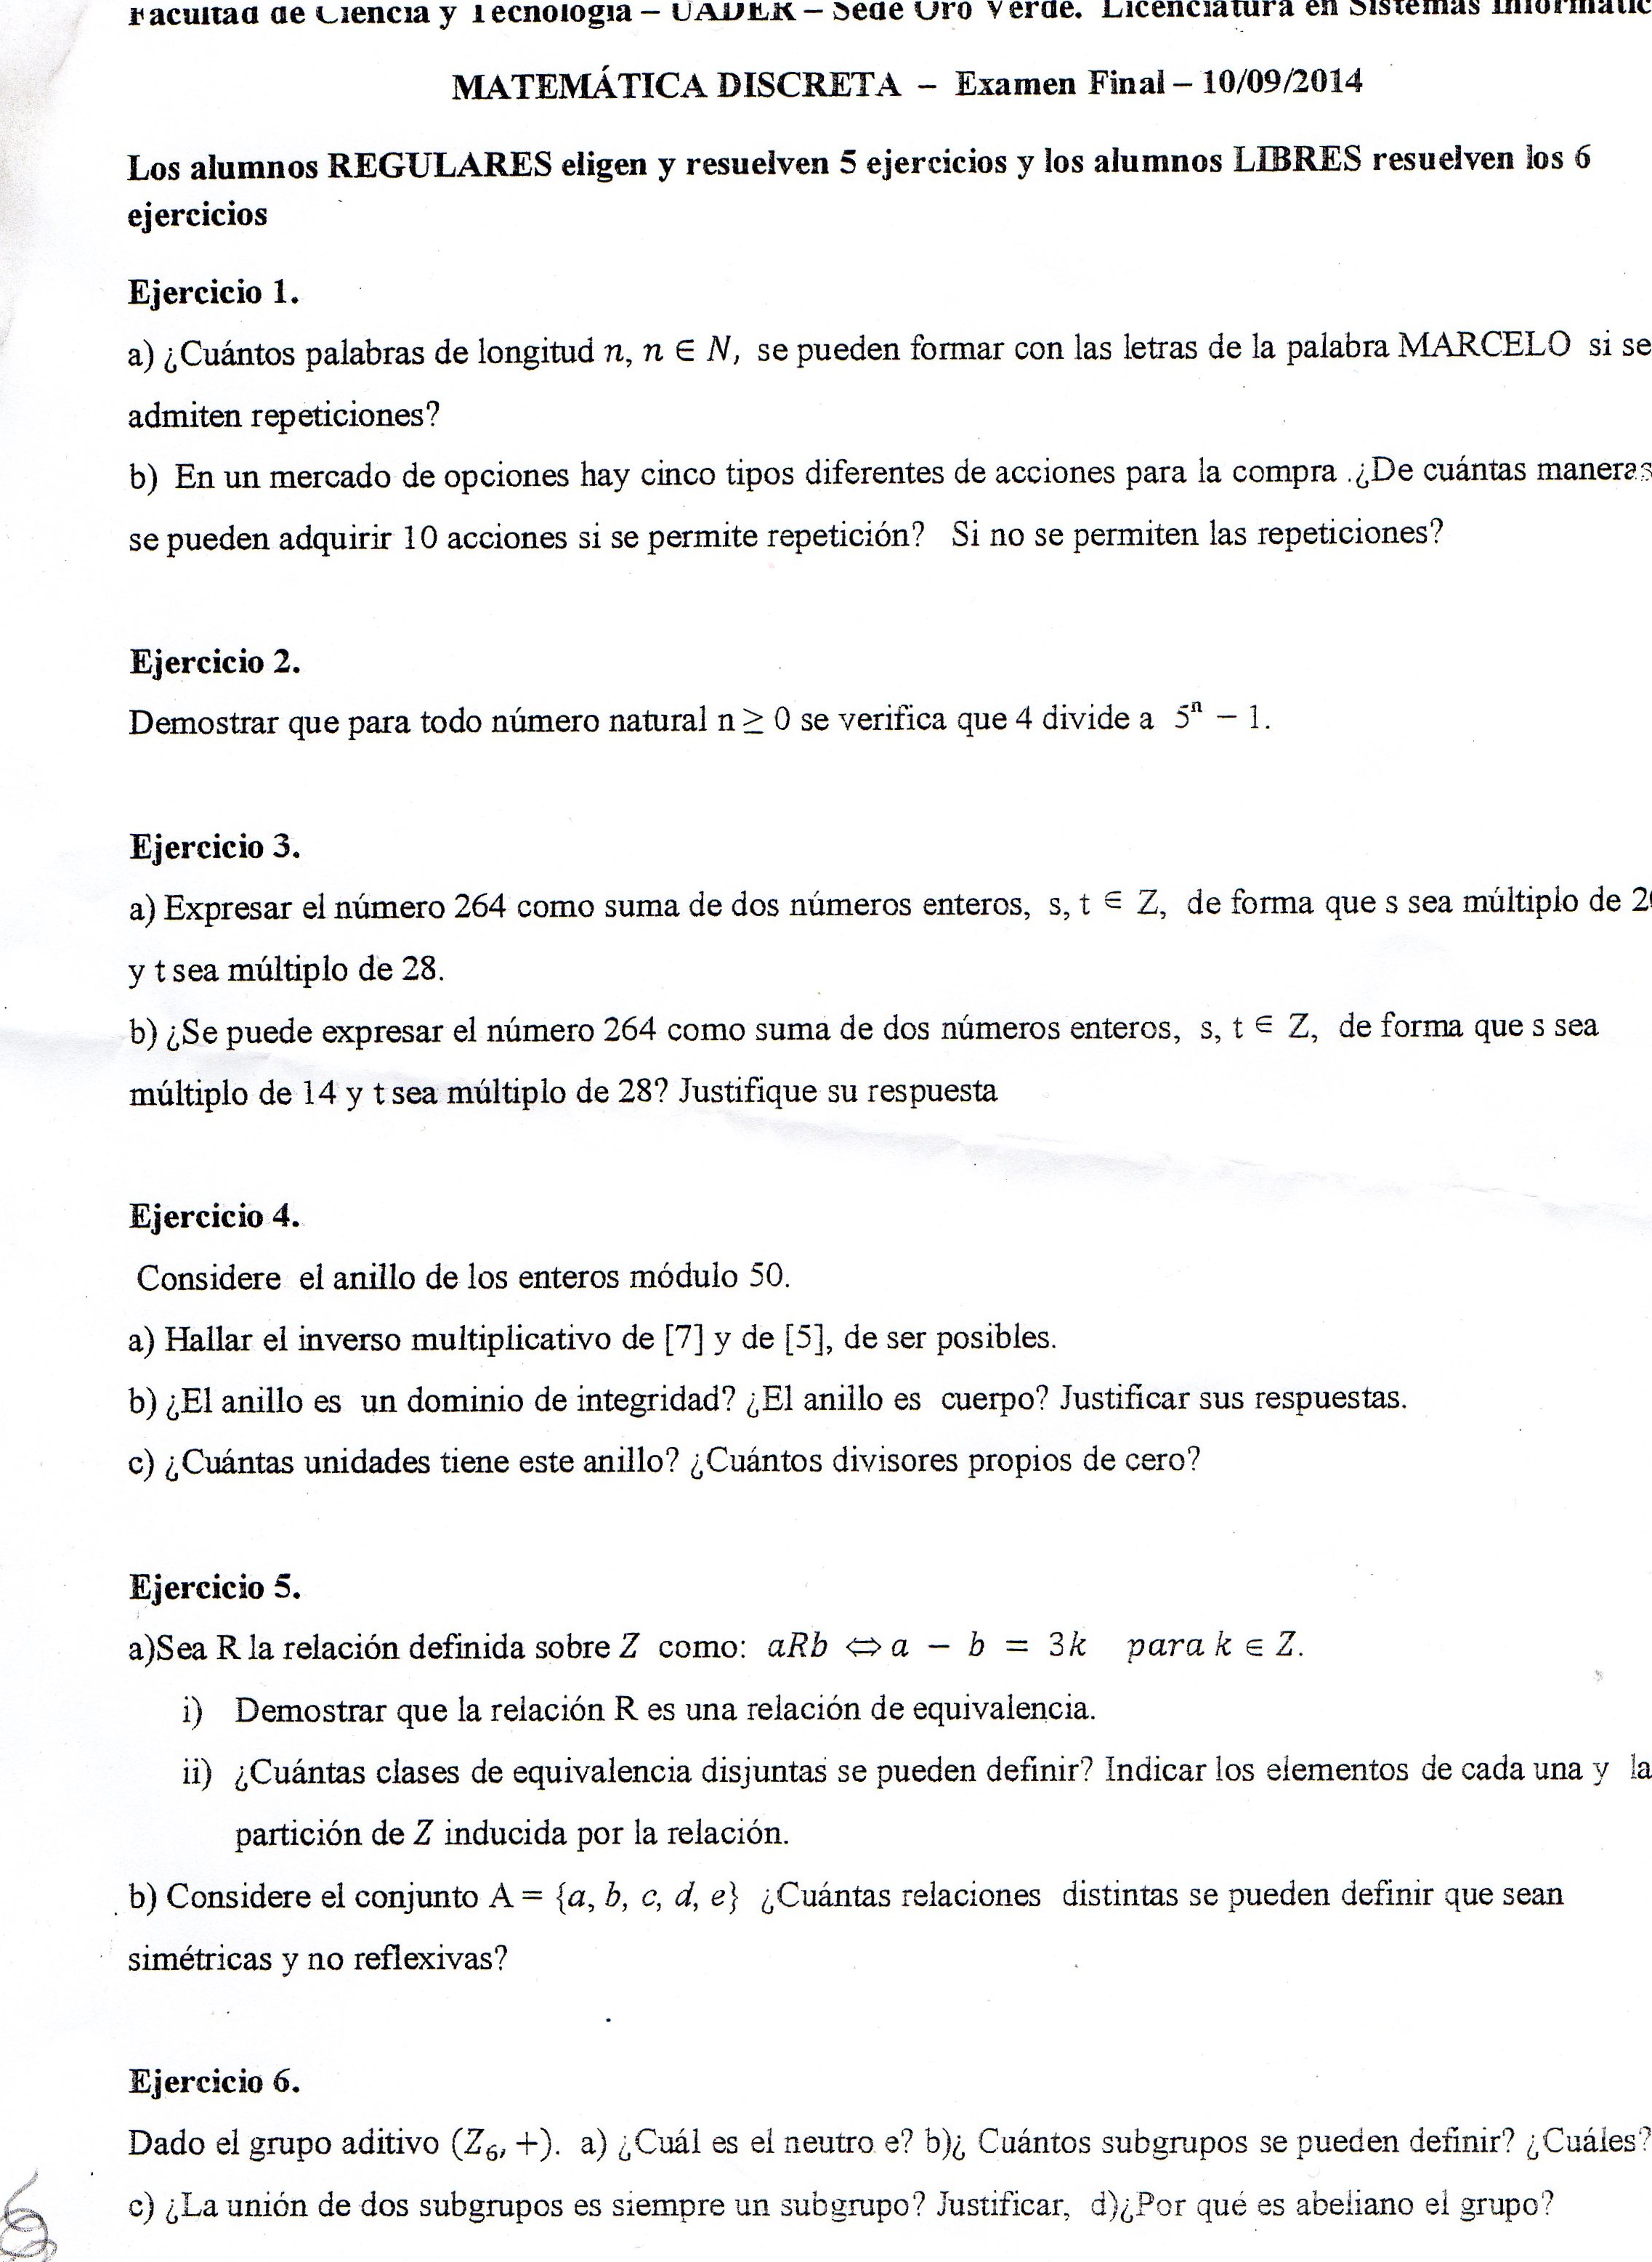 Facultad de Ciencia y Tecnología – UADER – Sede Oro Verde. Licenciatura en Sistemas
MATEMÁTICA DISCRETA – Examen Final – 10/09/2014
Los alumnos REGULARES eligen y resuelven 5 ejercicios y los alumnos LIBRES resuelven los 6
ejercicios
Ejercicio 1.
a) ¿Cuántos palabras de longitud n, n ∈ N, se pueden formar con las letras de la palabra MARCELO si se
admiten repeticiones?
b) En un mercado de opciones hay cinco tipos diferentes de acciones para la compra .¿De cuántas maneras
se pueden adquirir 10 acciones si se permite repetición? Si no se permiten las repeticiones?
Ejercicio 2.
Demostrar que para todo número natural n ≥ 0 se verifica que 4 divide a 5ⁿ − 1.
Ejercicio 3.
a) Expresar el número 264 como suma de dos números enteros, s, t ∈ Z, de forma que s sea múltiplo de
y t sea múltiplo de 28.
b) ¿Se puede expresar el número 264 como suma de dos números enteros, s, t ∈ Z, de forma que s sea
múltiplo de 14 y t sea múltiplo de 28? Justifique su respuesta
Ejercicio 4.
Considere el anillo de los enteros módulo 50.
a) Hallar el inverso multiplicativo de [7] y de [5], de ser posibles.
b) ¿El anillo es un dominio de integridad? ¿El anillo es cuerpo? Justificar sus respuestas.
c) ¿Cuántas unidades tiene este anillo? ¿Cuántos divisores propios de cero?
Ejercicio 5.
a)Sea R la relación definida sobre Z como: aRb ⇔ a − b = 3k para k ∈ Z.
i) Demostrar que la relación R es una relación de equivalencia.
ii) ¿Cuántas clases de equivalencia disjuntas se pueden definir? Indicar los elementos de cada una y la
partición de Z inducida por la relación.
b) Considere el conjunto A = {a, b, c, d, e} ¿Cuántas relaciones distintas se pueden definir que sean
simétricas y no reflexivas?
Ejercicio 6.
Dado el grupo aditivo (Z₆, +). a) ¿Cuál es el neutro e? b)¿ Cuántos subgrupos se pueden definir? ¿Cuáles?
c) ¿La unión de dos subgrupos es siempre un subgrupo? Justificar, d)¿Por qué es abeliano el grupo?